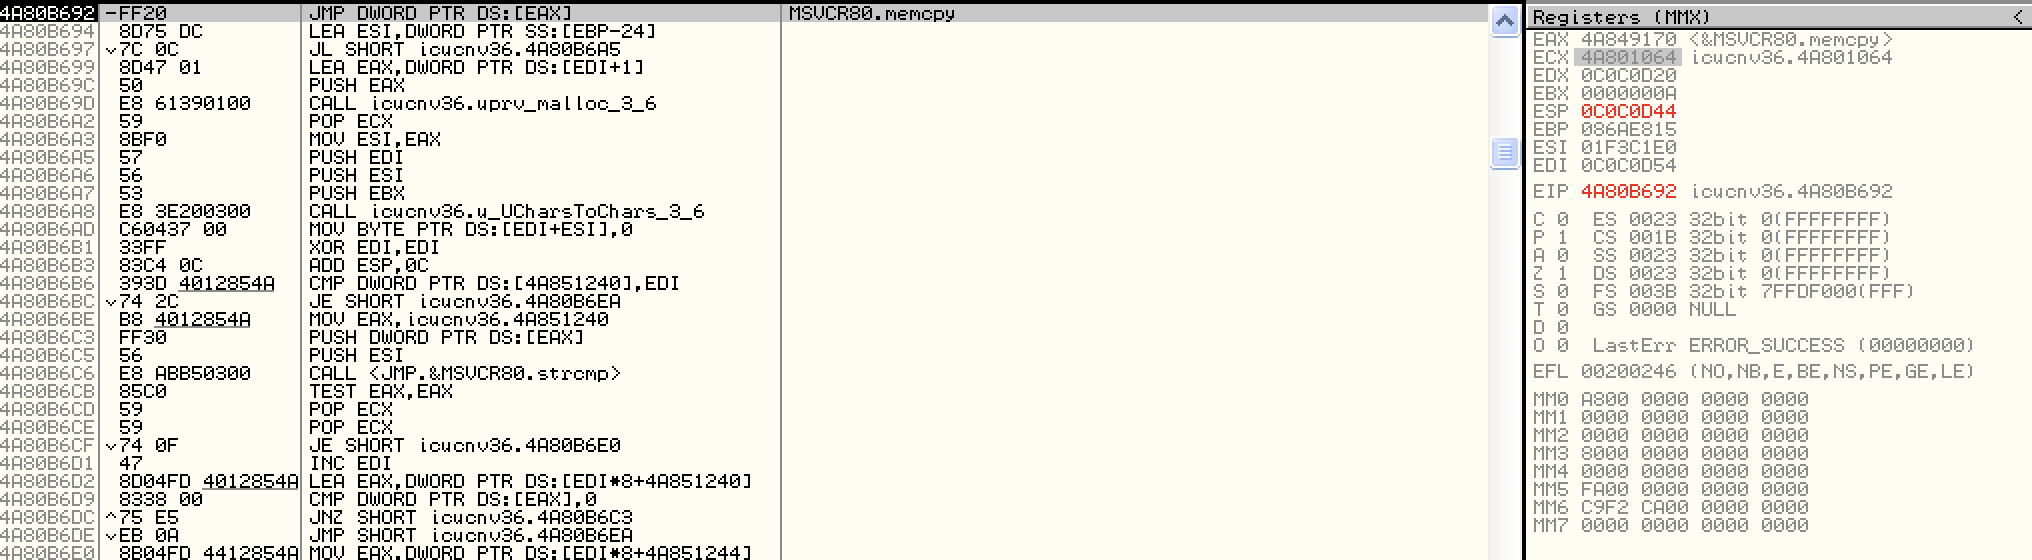 4A80B692 -FF20 JMP DWORD PTR DS:[EAX] MSVCR80.memcpy
4A80B694 8D75 DC LEA ESI,DWORD PTR SS:[EBP-24]
4A80B697 ˅7C 0C JL SHORT icucnv36.4A80B6A5
4A80B699 8D47 01 LEA EAX,DWORD PTR DS:[EDI+1]
4A80B69C 50 PUSH EAX
4A80B69D E8 61390100 CALL icucnv36.uprv_malloc_3_6
4A80B6A2 59 POP ECX
4A80B6A3 8BF0 MOV ESI,EAX
4A80B6A5 57 PUSH EDI
4A80B6A6 56 PUSH ESI
4A80B6A7 53 PUSH EBX
4A80B6A8 E8 3E200300 CALL icucnv36.u_UCharsToChars_3_6
4A80B6AD C60437 00 MOV BYTE PTR DS:[EDI+ESI],0
4A80B6B1 33FF XOR EDI,EDI
4A80B6B3 83C4 0C ADD ESP,0C
4A80B6B6 393D 4012854A CMP DWORD PTR DS:[4A851240],EDI
4A80B6BC ˅74 2C JE SHORT icucnv36.4A80B6EA
4A80B6BE B8 4012854A MOV EAX,icucnv36.4A851240
4A80B6C3 FF30 PUSH DWORD PTR DS:[EAX]
4A80B6C5 56 PUSH ESI
4A80B6C6 E8 ABB50300 CALL <JMP.&MSVCR80.strcmp>
4A80B6CB 85C0 TEST EAX,EAX
4A80B6CD 59 POP ECX
4A80B6CE 59 POP ECX
4A80B6CF ˅74 0F JE SHORT icucnv36.4A80B6E0
4A80B6D1 47 INC EDI
4A80B6D2 8D04FD 4012854A LEA EAX,DWORD PTR DS:[EDI*8+4A851240]
4A80B6D9 8338 00 CMP DWORD PTR DS:[EAX],0
4A80B6DC ^75 E5 JNZ SHORT icucnv36.4A80B6C3
4A80B6DE ˅EB 0A JMP SHORT icucnv36.4A80B6EA
4A80B6E0 8B04FD 4412854A MOV EAX,DWORD PTR DS:[EDI*8+4A851244]
Registers (MMX) <
EAX 4A849170 <&MSVCR80.memcpy>
ECX 4A801064 icucnv36.4A801064
EDX 0C0C0D20
EBX 0000000A
ESP 0C0C0D44
EBP 086AE815
ESI 01F3C1E0
EDI 0C0C0D54
EIP 4A80B692 icucnv36.4A80B692
C 0 ES 0023 32bit 0(FFFFFFFF)
P 1 CS 001B 32bit 0(FFFFFFFF)
A 0 SS 0023 32bit 0(FFFFFFFF)
Z 1 DS 0023 32bit 0(FFFFFFFF)
S 0 FS 003B 32bit 7FFDF000(FFF)
T 0 GS 0000 NULL
D 0
O 0 LastErr ERROR_SUCCESS (00000000)
EFL 00200246 (NO,NB,E,BE,NS,PE,GE,LE)
MM0 A800 0000 0000 0000
MM1 0000 0000 0000 0000
MM2 0000 0000 0000 0000
MM3 8000 0000 0000 0000
MM4 0000 0000 0000 0000
MM5 FA00 0000 0000 0000
MM6 C9F2 CA00 0000 0000
MM7 0000 0000 0000 0000